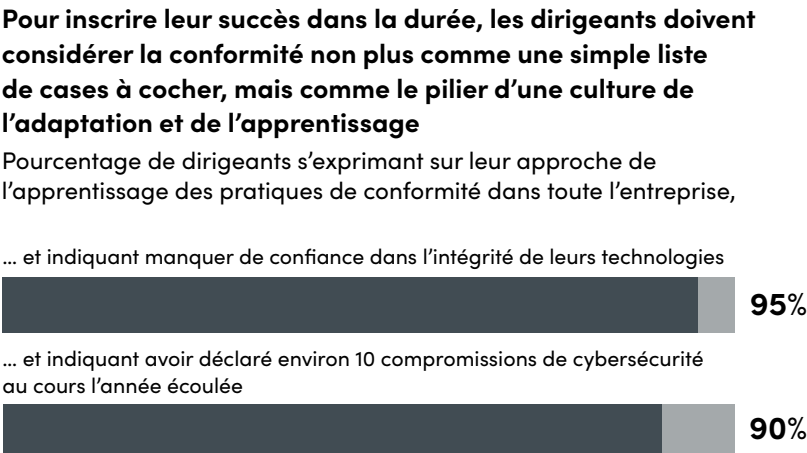 Pour inscrire leur succès dans la durée, les dirigeants doivent
considérer la conformité non plus comme une simple liste
de cases à cocher, mais comme le pilier d’une culture de
l’adaptation et de l’apprentissage
Pourcentage de dirigeants s’exprimant sur leur approche de
l’apprentissage des pratiques de conformité dans toute l’entreprise,
... et indiquant manquer de confiance dans l’intégrité de leurs technologies
95%
... et indiquant avoir déclaré environ 10 compromissions de cybersécurité
au cours l’année écoulée
90%